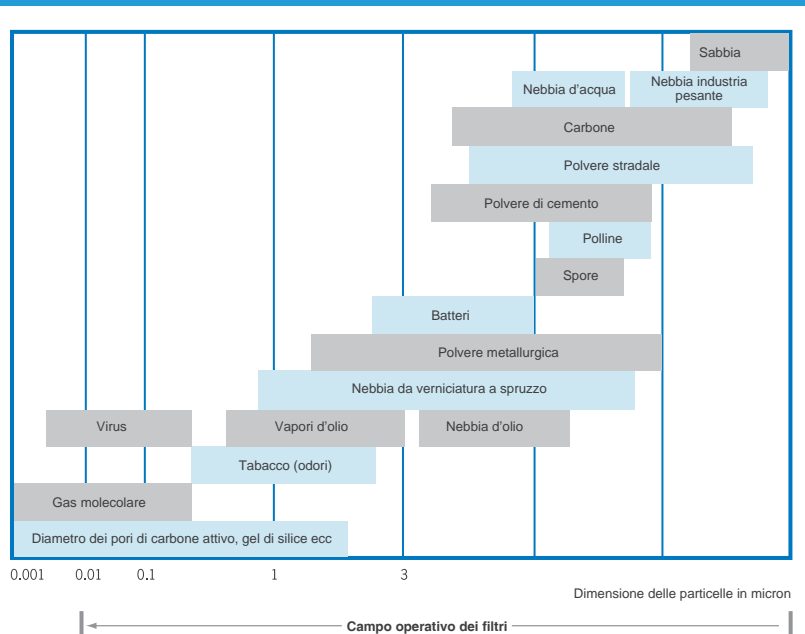 Sabbia
Nebbia d'acqua
Nebbia industria
pesante
Carbone
Polvere stradale
Polvere di cemento
Polline
Spore
Batteri
Polvere metallurgica
Nebbia da verniciatura a spruzzo
Virus
Vapori d'olio
Nebbia d'olio
Tabacco (odori)
Gas molecolare
Diametro dei pori di carbone attivo, gel di silice ecc
0.001 0.01 0.1 1 3
Dimensione delle particelle in micron
Campo operativo dei filtri